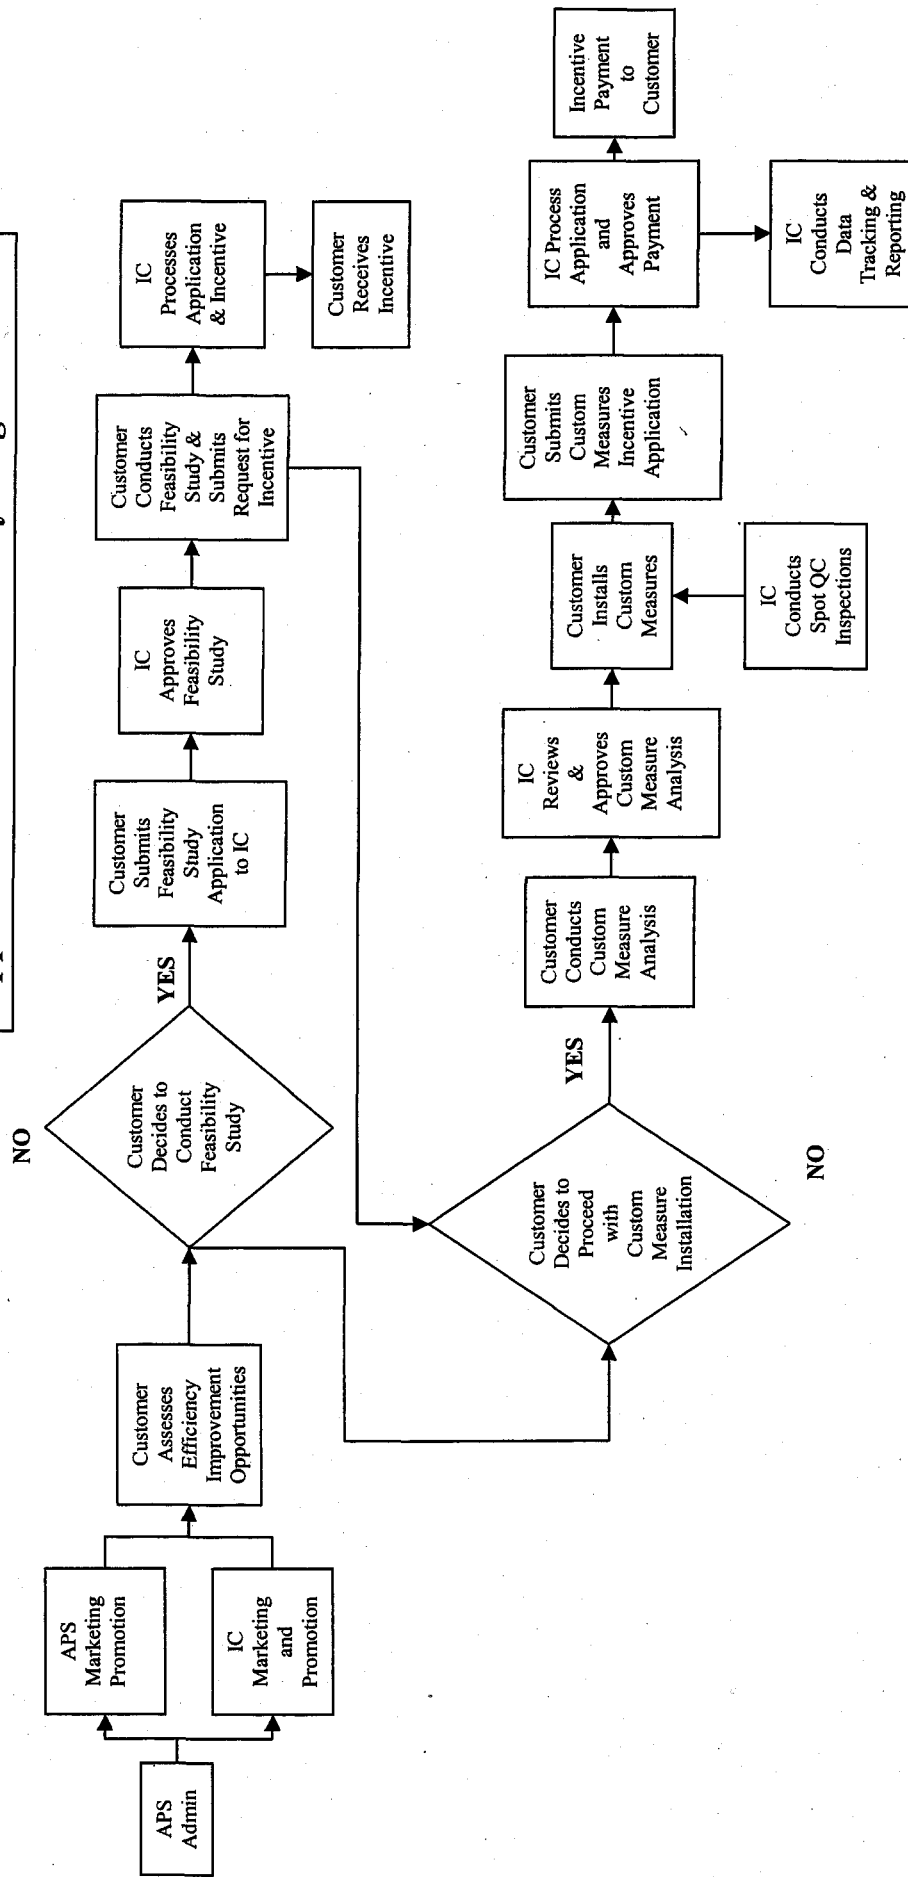 APS
Admin
APS
Marketing
Promotion
IC
Marketing
and
Promotion
Customer
Assesses
Efficiency
Improvement
Opportunities
NO
Customer
Decides to
Conduct
Feasibility
Study
YES
Customer
Submits
Feasibility
Study
Application
to IC
IC
Approves
Feasibility
Study
Customer
Conducts
Feasibility
Study &
Submits
Request for
Incentive
IC
Processes
Application
& Incentive
Customer
Receives
Incentive
Customer
Decides to
Proceed
with
Custom
Measure
Installation
NO
YES
Customer
Conducts
Custom
Measure
Analysis
IC
Reviews
&
Approves
Custom
Measure
Analysis
Customer
Installs
Custom
Measures
IC
Conducts
Spot QC
Inspections
Customer
Submits
Custom
Measures
Incentive
Application
IC Process
Application
and
Approves
Payment
Incentive
Payment
to
Customer
IC
Conducts
Data
Tracking &
Reporting